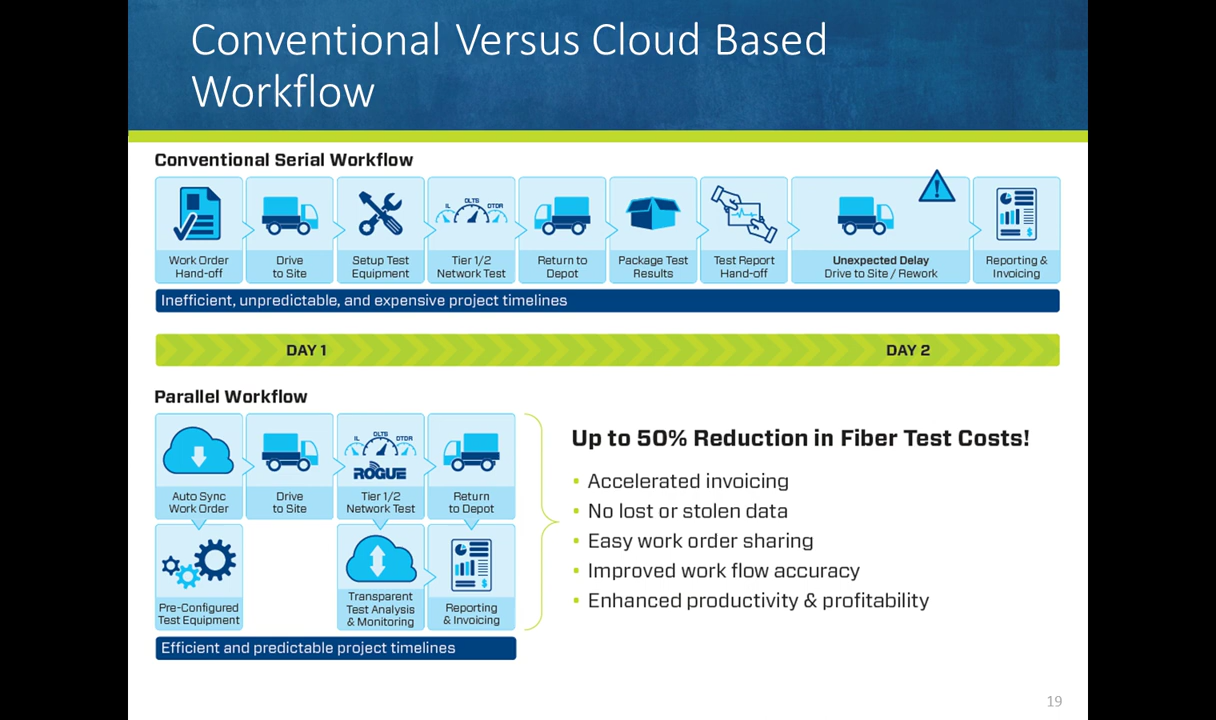 Conventional Versus Cloud Based
Workflow
Conventional Serial Workflow
Work Order
Hand-off
Drive
to Site
Setup Test
Equipment
IL OLTS OTDR
Tier 1/2
Network Test
Return to
Depot
Package Test
Results
Test Report
Hand-off
Unexpected Delay
Drive to Site / Rework
$
Reporting &
Invoicing
Inefficient, unpredictable, and expensive project timelines
DAY 1
DAY 2
Parallel Workflow
Auto Sync
Work Order
Drive
to Site
IL OLTS OTDR
ROGUE
Tier 1/2
Network Test
Return
to Depot
Pre-Configured
Test Equipment
Transparent
Test Analysis
& Monitoring
$
Reporting
& Invoicing
Efficient and predictable project timelines
Up to 50% Reduction in Fiber Test Costs!
• Accelerated invoicing
• No lost or stolen data
• Easy work order sharing
• Improved work flow accuracy
• Enhanced productivity & profitability
19